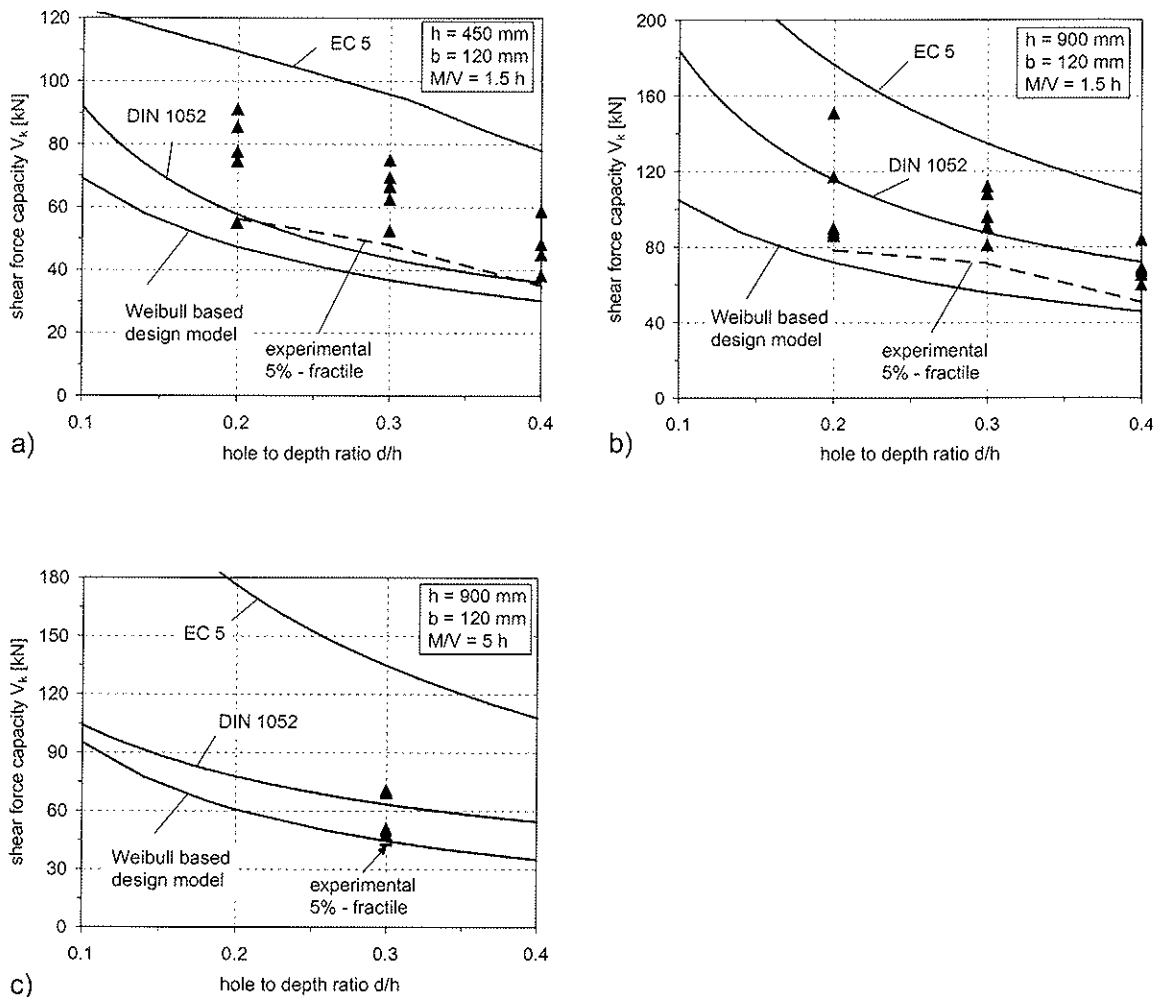 120
100
80
60
40
20
0
shear force capacity Vₖ [kN]
EC 5
h = 450 mm
b = 120 mm
M/V = 1.5 h
DIN 1052
Weibull based
design model
experimental
5% - fractile
0.1 0.2 0.3 0.4
hole to depth ratio d/h
a)
200
160
120
80
40
0
shear force capacity Vₖ [kN]
EC 5
h = 900 mm
b = 120 mm
M/V = 1.5 h
DIN 1052
Weibull based
design model
experimental
5% - fractile
0.1 0.2 0.3 0.4
hole to depth ratio d/h
b)
180
150
120
90
60
30
0
shear force capacity Vₖ [kN]
EC 5
h = 900 mm
b = 120 mm
M/V = 5 h
DIN 1052
Weibull based
design model
experimental
5% - fractile
0.1 0.2 0.3 0.4
hole to depth ratio d/h
c)